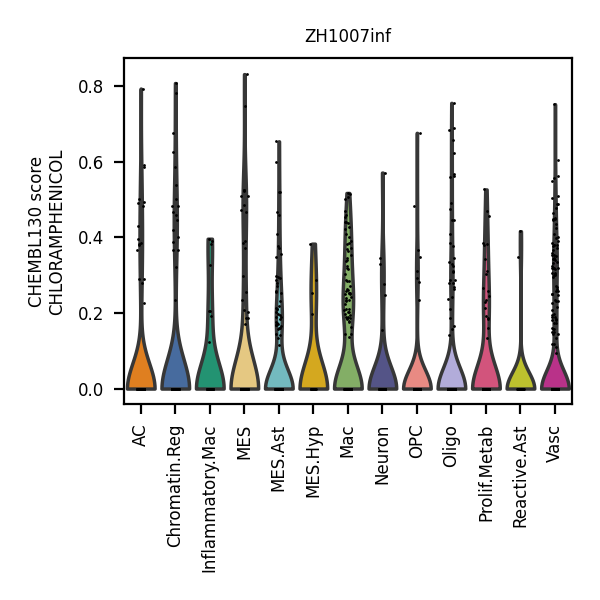 ZH1007inf
CHEMBL130 score
CHLORAMPHENICOL
0.8
0.6
0.4
0.2
0.0
AC
Chromatin.Reg
Inflammatory.Mac
MES
MES.Ast
MES.Hyp
Mac
Neuron
OPC
Oligo
Prolif.Metab
Reactive.Ast
Vasc